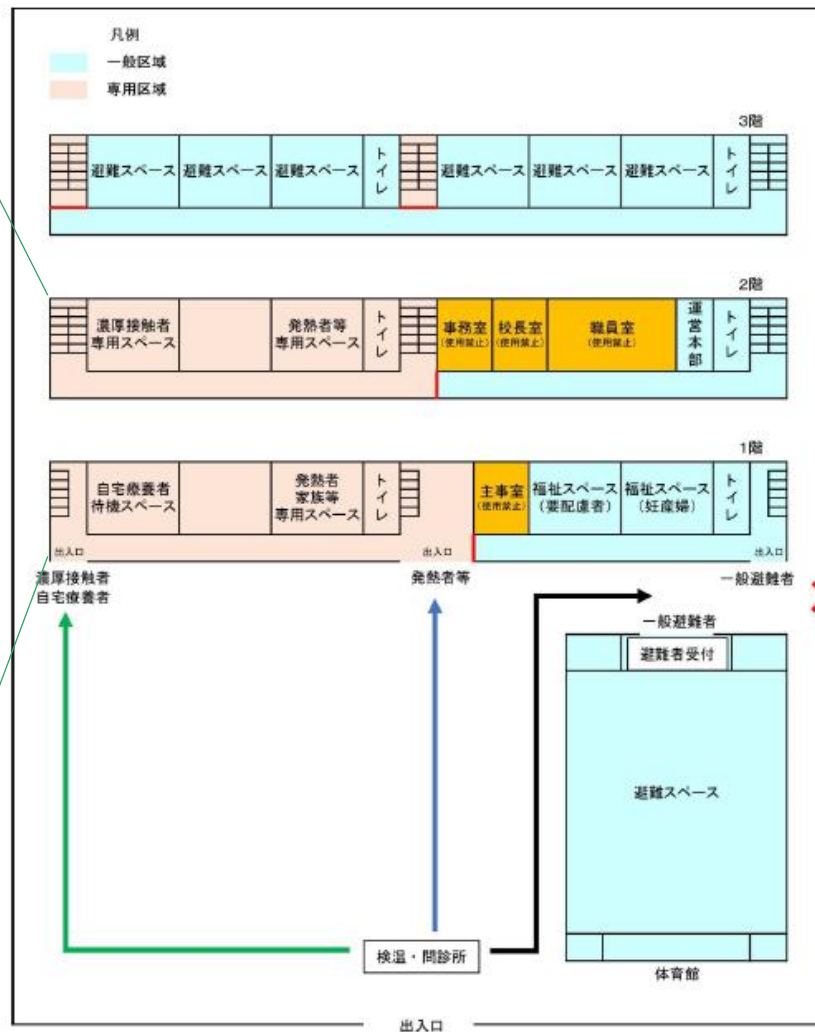 凡例
一般区域
専用区域
3階
避難スペース
避難スペース
避難スペース
トイレ
避難スペース
避難スペース
避難スペース
トイレ
2階
濃厚接触者
専用スペース
発熱者等
専用スペース
トイレ
事務室
(使用禁止)
校長室
(使用禁止)
職員室
(使用禁止)
運営本部
トイレ
1階
自宅療養者
待機スペース
発熱者
家族等
専用スペース
トイレ
主事室
(使用禁止)
福祉スペース
(要配慮者)
福祉スペース
(妊産婦)
トイレ
出入口
出入口
出入口
濃厚接触者
自宅療養者
発熱者等
一般避難者
一般避難者
避難者受付
避難スペース
検温・問診所
体育館
出入口